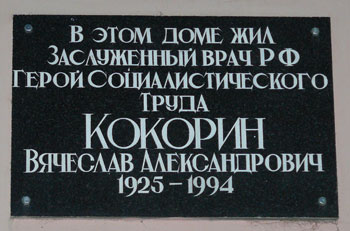 В ЭТОМ ДОМЕ ЖИЛ
ЗАСЛУЖЕННЫЙ ВРАЧ РФ
ГЕРОЙ СОЦИАЛИСТИЧЕСКОГО
ТРУДА
КОКОРИН
ВЯЧЕСЛАВ АЛЕКСАНДРОВИЧ
1925 – 1994